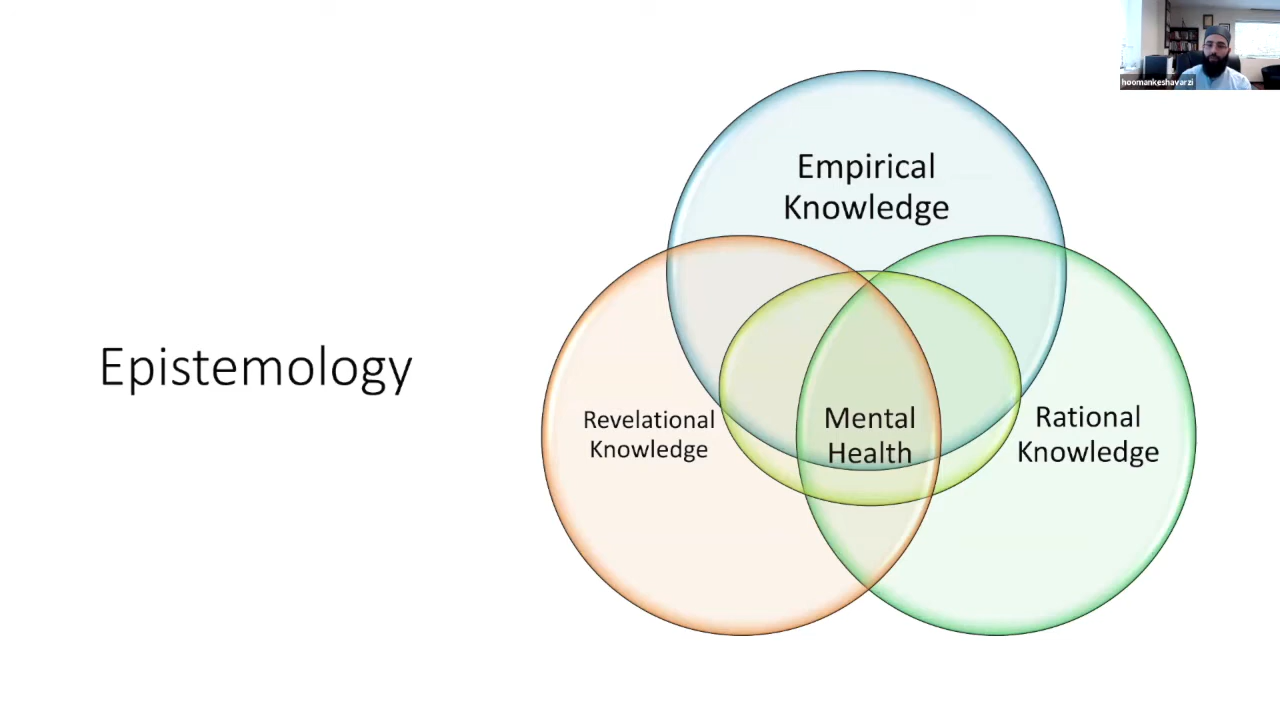 hoomankeshavarzi
Empirical
Knowledge
Epistemology
Revelational
Knowledge
Mental
Health
Rational
Knowledge